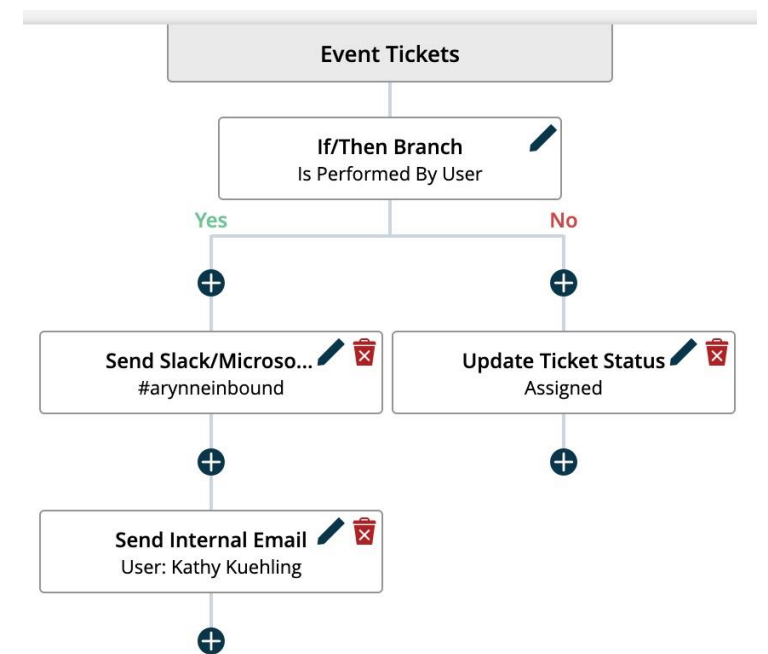 Event Tickets
If/Then Branch
Is Performed By User
Yes
No
Send Slack/Microso...
#arynneinbound
Update Ticket Status
Assigned
Send Internal Email
User: Kathy Kuehling